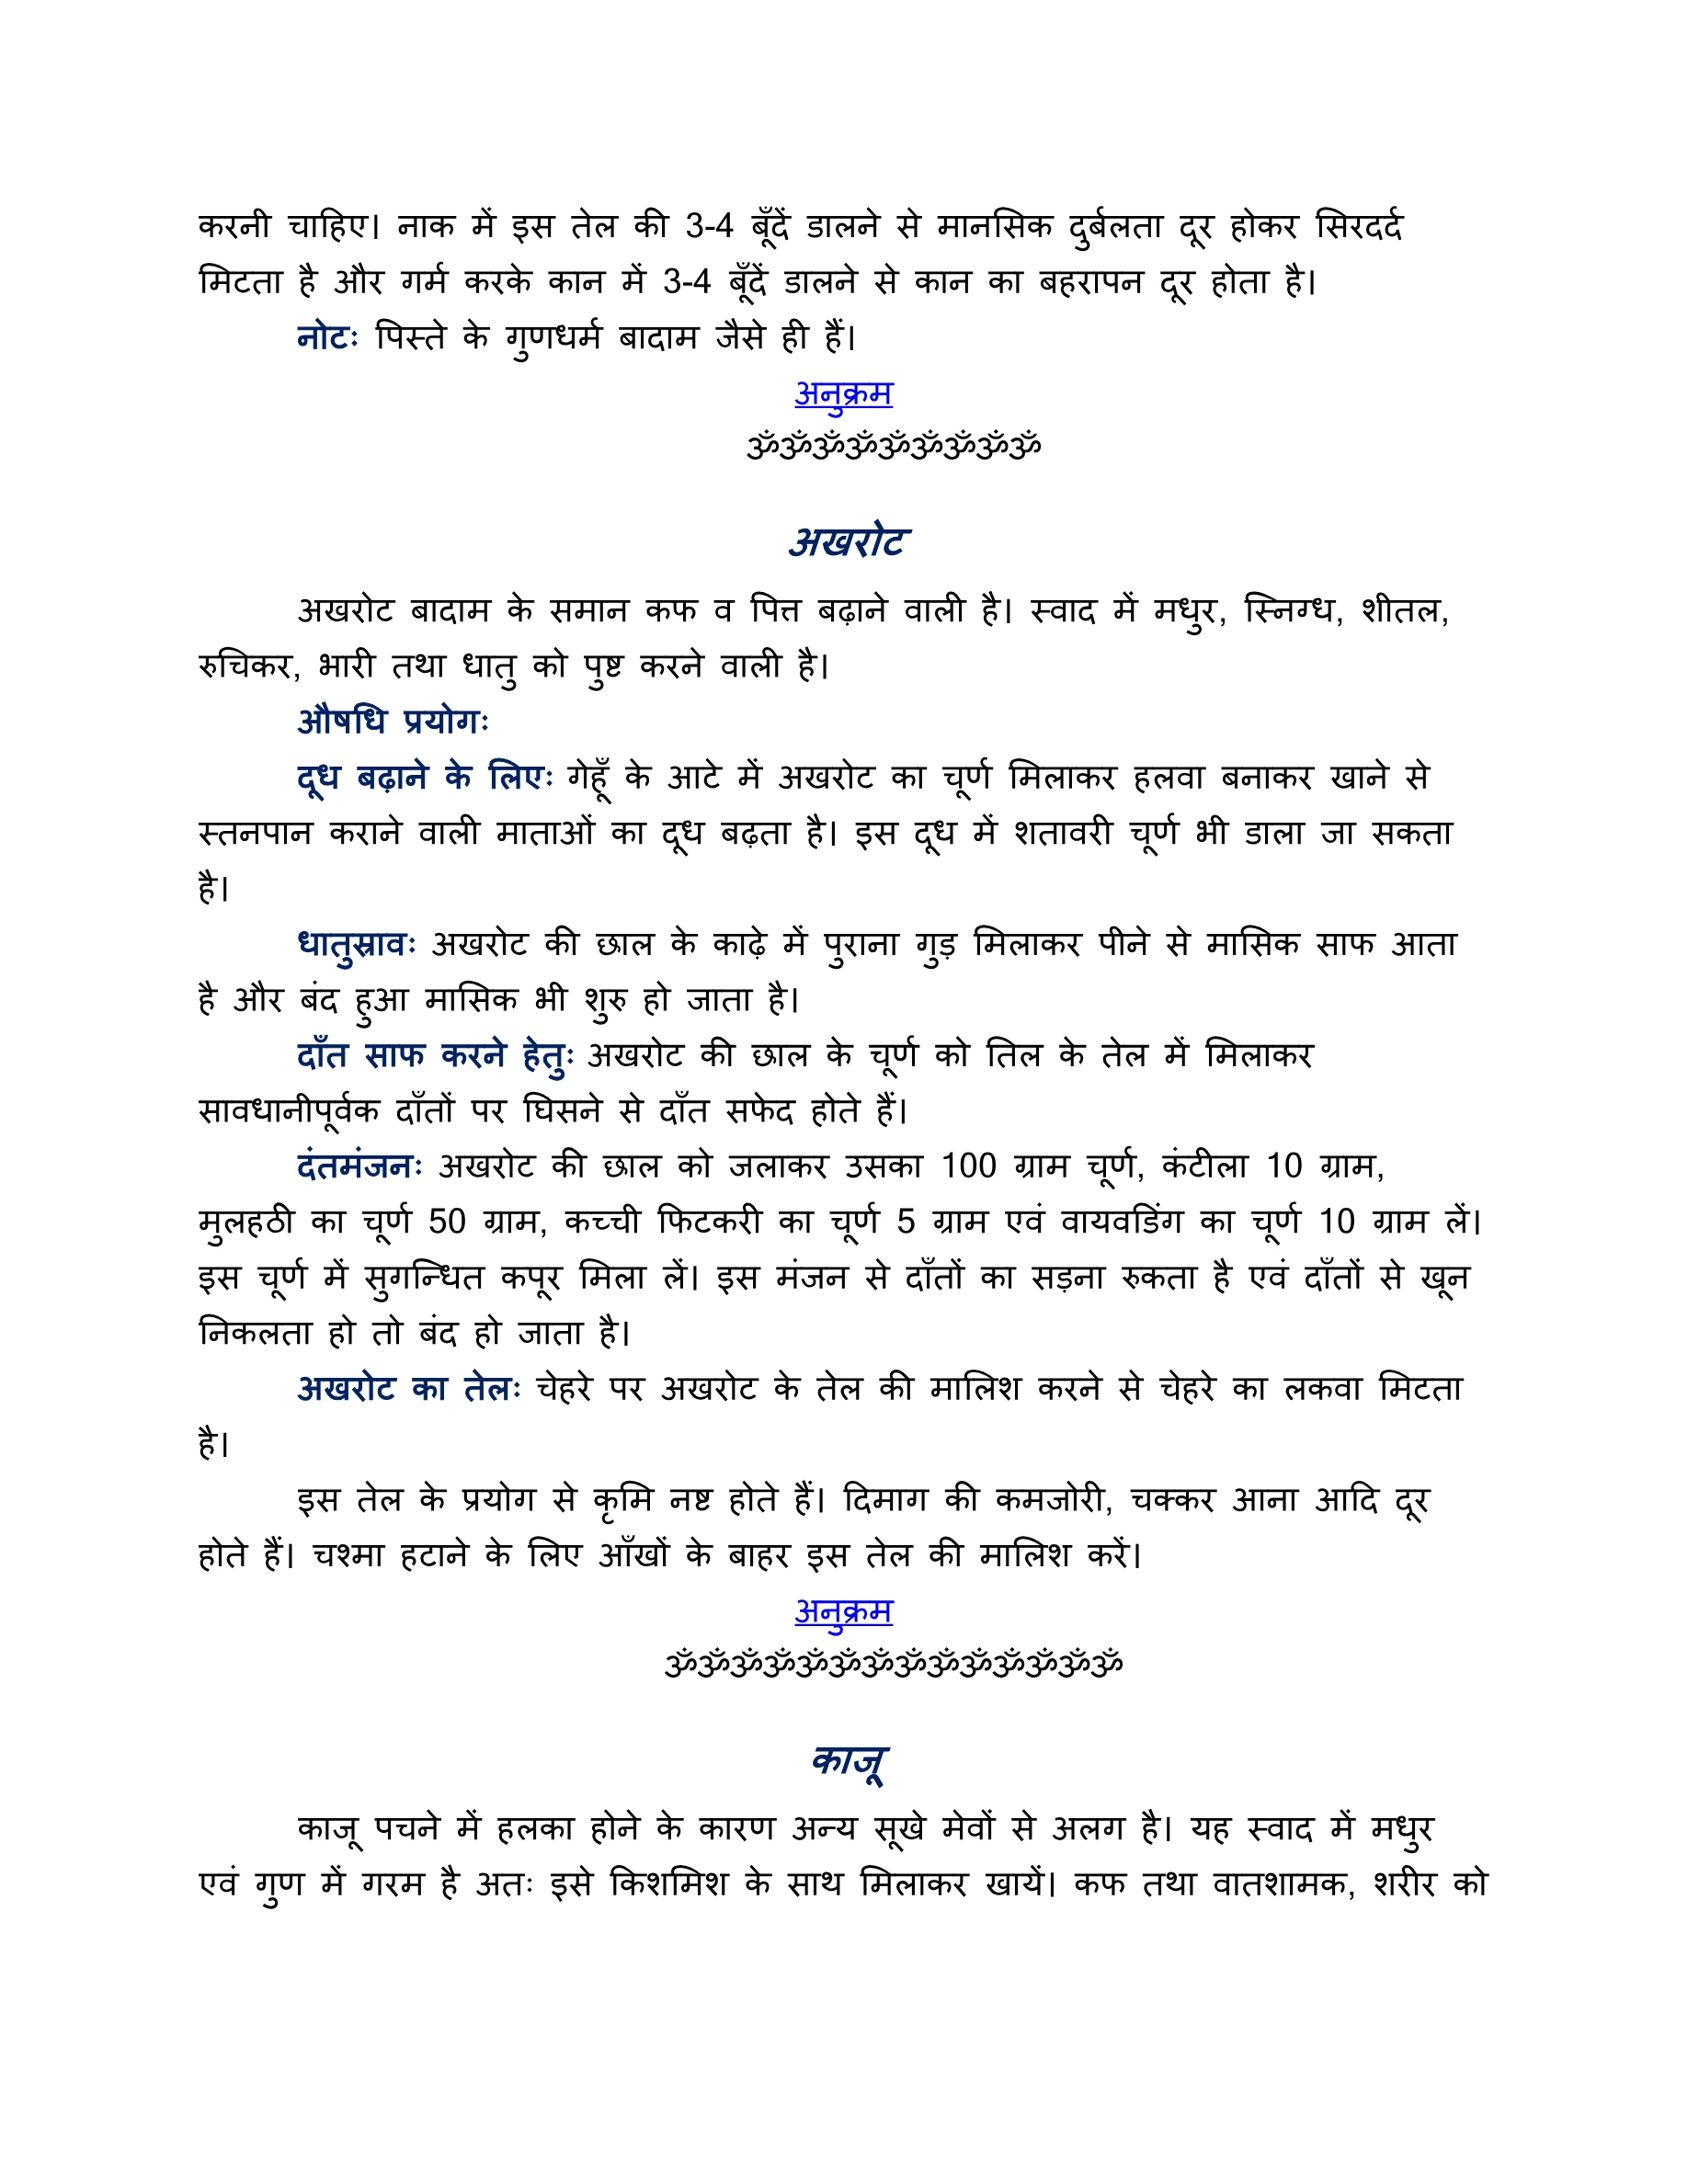 करनी चाहिए। नाक में इस तेल की 3-4 बूँदें डालने से मानसिक दुर्बलता दूर होकर सिरदर्द
मिटता है और गर्म करके कान में 3-4 बूँदें डालने से कान का बहरापन दूर होता है।
नोटः पिस्ते के गुणधर्म बादाम जैसे ही हैं।
अनुक्रम
ॐॐॐॐॐॐॐॐॐ
अखरोट
अखरोट बादाम के समान कफ व पित्त बढ़ाने वाली है। स्वाद में मधुर, स्निग्ध, शीतल,
रुचिकर, भारी तथा धातु को पुष्ट करने वाली है।
औषधि प्रयोगः
दूध बढ़ाने के लिएः गेहूँ के आटे में अखरोट का चूर्ण मिलाकर हलवा बनाकर खाने से
स्तनपान कराने वाली माताओं का दूध बढ़ता है। इस दूध में शतावरी चूर्ण भी डाला जा सकता
है।
धातुस्रावः अखरोट की छाल के काढ़े में पुराना गुड़ मिलाकर पीने से मासिक साफ आता
है और बंद हुआ मासिक भी शुरु हो जाता है।
दाँत साफ करने हेतुः अखरोट की छाल के चूर्ण को तिल के तेल में मिलाकर
सावधानीपूर्वक दाँतों पर घिसने से दाँत सफेद होते हैं।
दंतमंजनः अखरोट की छाल को जलाकर उसका 100 ग्राम चूर्ण, कंटीला 10 ग्राम,
मुलहठी का चूर्ण 50 ग्राम, कच्ची फिटकरी का चूर्ण 5 ग्राम एवं वायवडिंग का चूर्ण 10 ग्राम लें।
इस चूर्ण में सुगन्धित कपूर मिला लें। इस मंजन से दाँतों का सड़ना रुकता है एवं दाँतों से खून
निकलता हो तो बंद हो जाता है।
अखरोट का तेलः चेहरे पर अखरोट के तेल की मालिश करने से चेहरे का लकवा मिटता
है।
इस तेल के प्रयोग से कृमि नष्ट होते हैं। दिमाग की कमजोरी, चक्कर आना आदि दूर
होते हैं। चश्मा हटाने के लिए आँखों के बाहर इस तेल की मालिश करें।
अनुक्रम
ॐॐॐॐॐॐॐॐॐॐॐॐॐॐ
काजू
काजू पचने में हलका होने के कारण अन्य सूखे मेवों से अलग है। यह स्वाद में मधुर
एवं गुण में गरम है अतः इसे किशमिश के साथ मिलाकर खायें। कफ तथा वातशामक, शरीर को